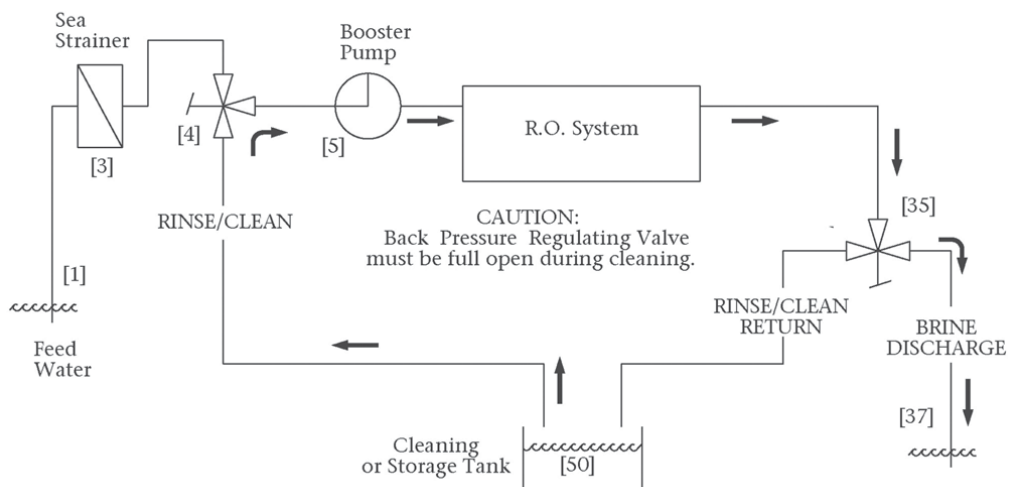 Sea
Strainer
Booster
Pump
[4]
[5]
[3]
R.O. System
[35]
RINSE/CLEAN
CAUTION:
Back Pressure Regulating Valve
must be full open during cleaning.
[1]
RINSE/CLEAN
RETURN
BRINE
DISCHARGE
Feed
Water
[37]
Cleaning
or Storage Tank
[50]